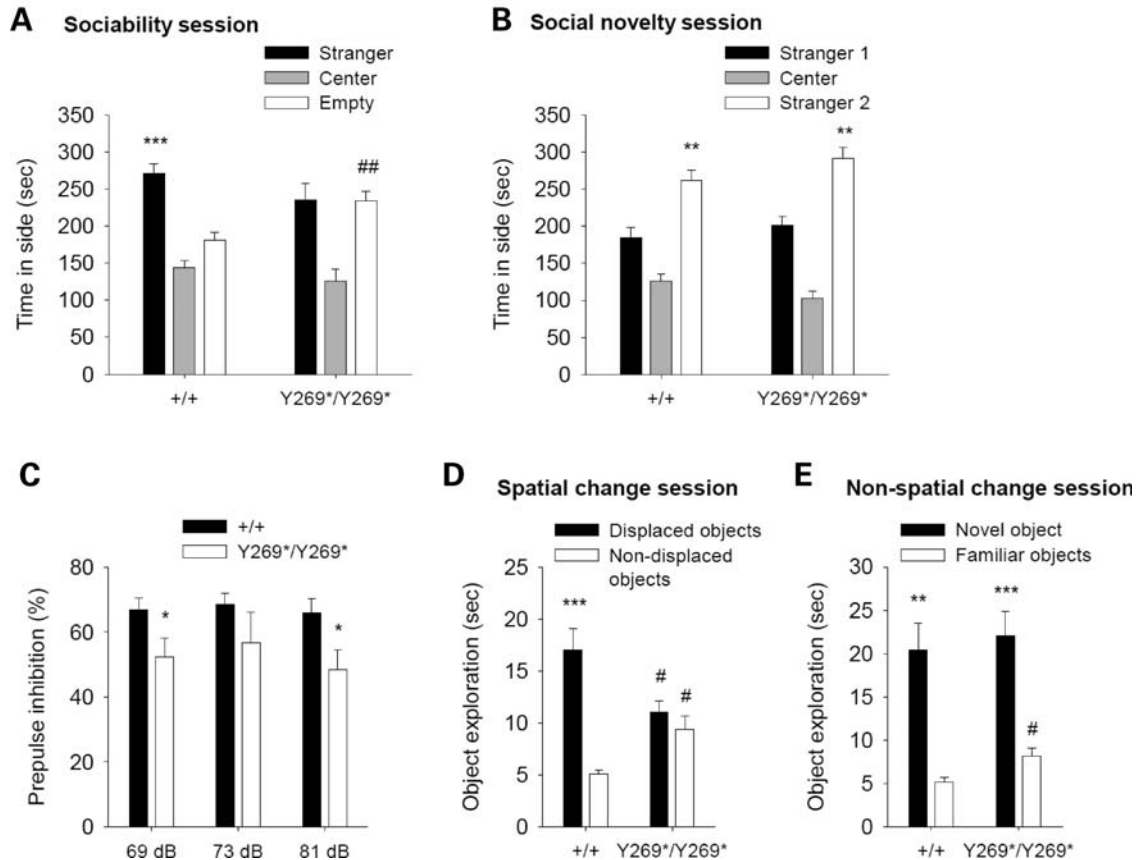 A Sociability session
Stranger
Center
Empty
Time in side (sec)
350
300
250
200
150
100
50
0
***
##
+/+ Y269*/Y269*
B Social novelty session
Stranger 1
Center
Stranger 2
Time in side (sec)
350
300
250
200
150
100
50
0
**
**
+/+ Y269*/Y269*
C
+/+
Y269*/Y269*
Prepulse inhibition (%)
80
60
40
20
0
*
*
69 dB 73 dB 81 dB
D Spatial change session
Displaced objects
Non-displaced
objects
Object exploration (sec)
25
20
15
10
5
0
***
#
#
+/+ Y269*/Y269*
E Non-spatial change session
Novel object
Familiar objects
Object exploration (sec)
30
25
20
15
10
5
0
**
***
#
+/+ Y269*/Y269*